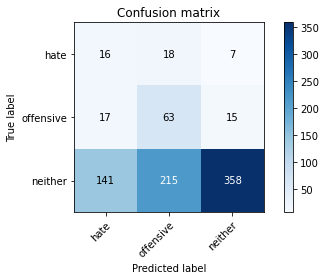 Confusion matrix
True label
hate 16 18 7
offensive 17 63 15
neither 141 215 358
hate offensive neither
Predicted label
350
300
250
200
150
100
50